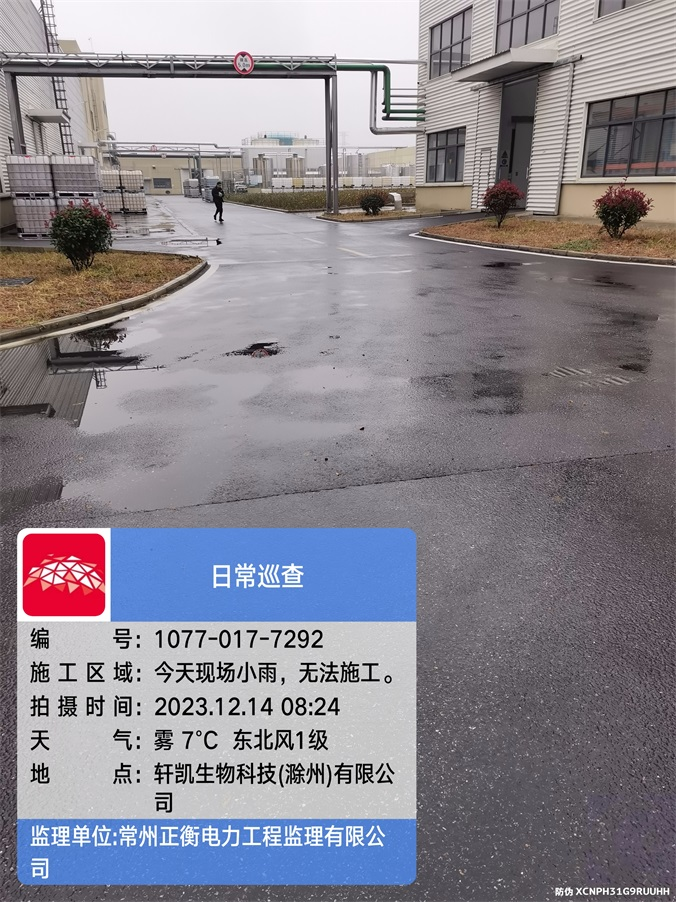 日常巡查
编号：1077-017-7292
施工区域：今天现场小雨，无法施工。
拍摄时间：2023.12.14 08:24
天气：雾 7℃ 东北风1级
地点：轩凯生物科技(滁州)有限公
司
监理单位:常州正衡电力工程监理有限公
司
防伪 XCNPH31G9RUUHH